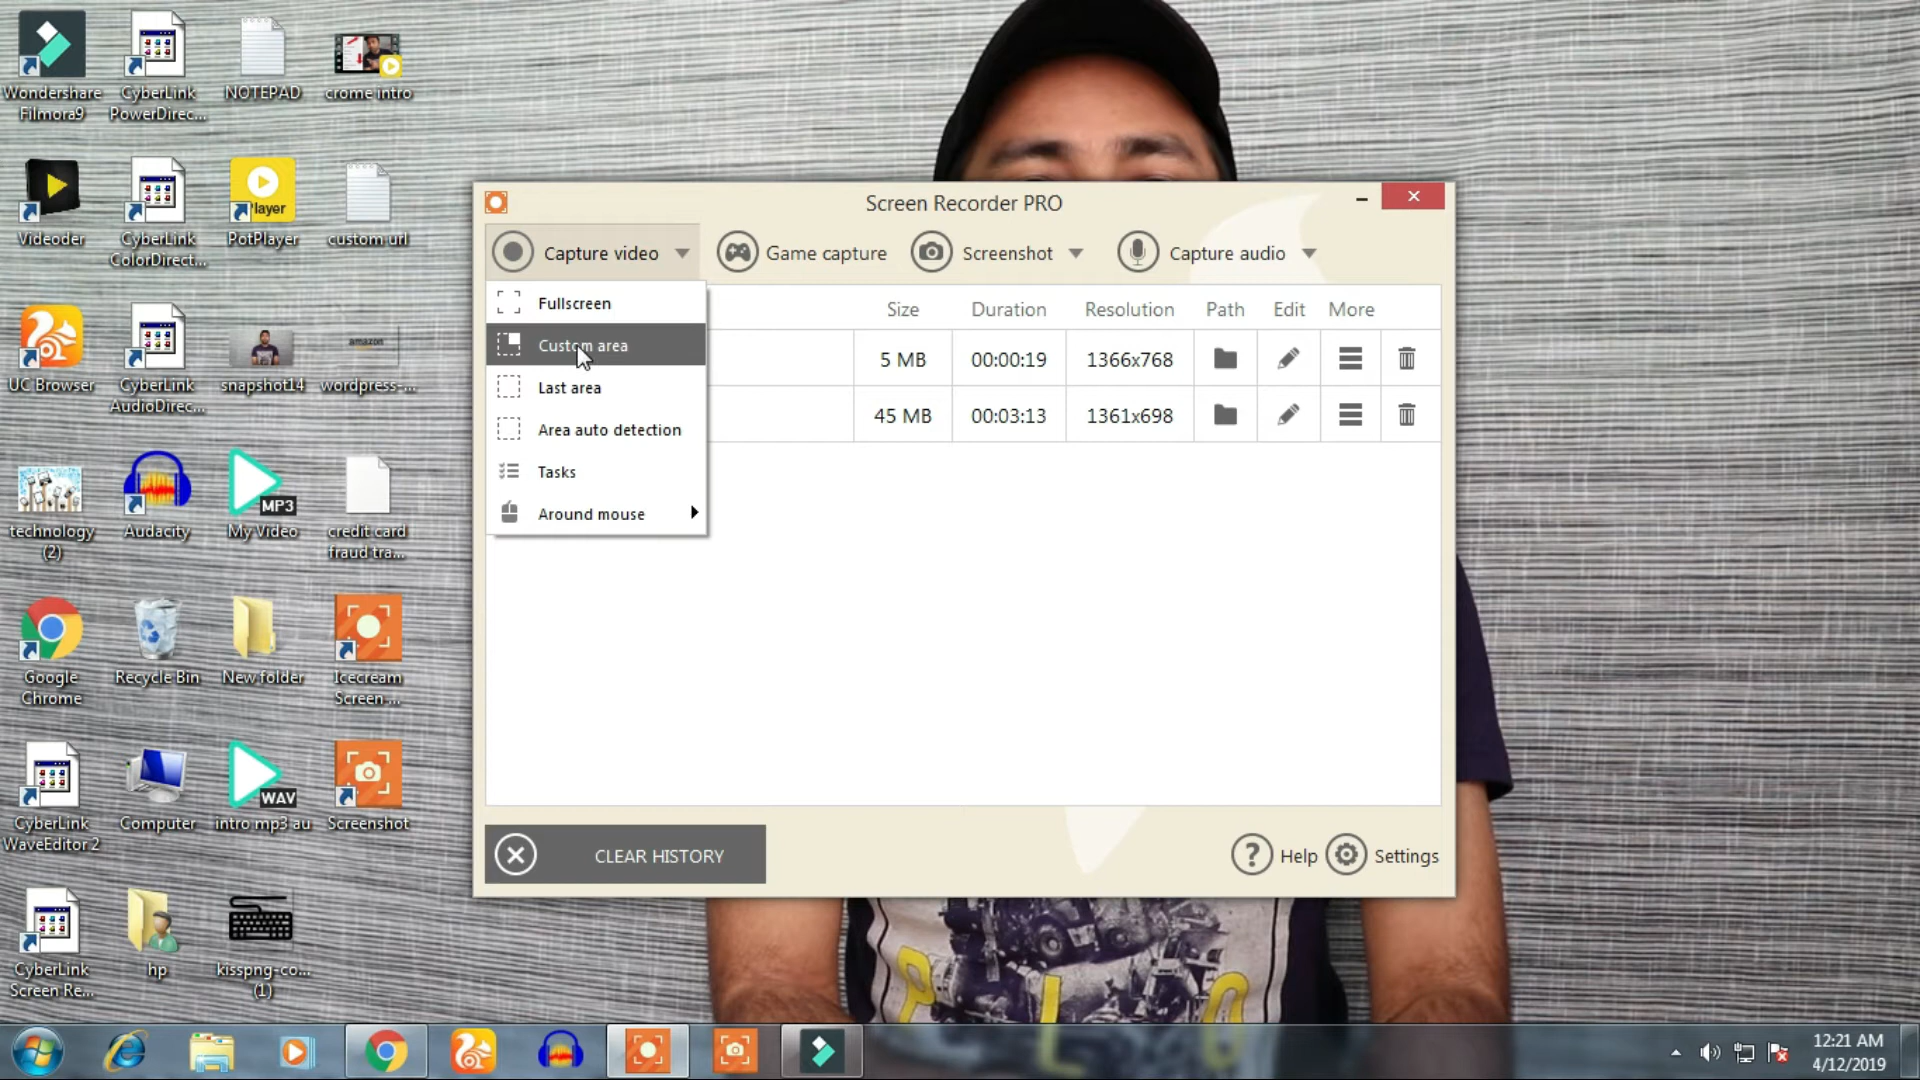 Wondershare
Filmora9
CyberLink
PowerDirec...
NOTEPAD
crome intro
Videoder
CyberLink
ColorDirect...
Player
PotPlayer
custom url
UC Browser
CyberLink
AudioDirec...
snapshot14
amazon
wordpress-...
technology
(2)
Audacity
MP3
My Video
credit card
fraud tra...
Google
Chrome
Recycle Bin
New folder
Icecream
Screen ...
CyberLink
WaveEditor 2
Computer
WAV
intro mp3 au
Screenshot
CyberLink
Screen Re...
hp
kisspng-co...
(1)
Screen Recorder PRO
Capture video
Game capture
Screenshot
Capture audio
Fullscreen
Custom area
Last area
Area auto detection
Tasks
Around mouse
Size Duration Resolution Path Edit More
5 MB 00:00:19 1366x768
45 MB 00:03:13 1361x698
CLEAR HISTORY
Help
Settings
12:21 AM
4/12/2019